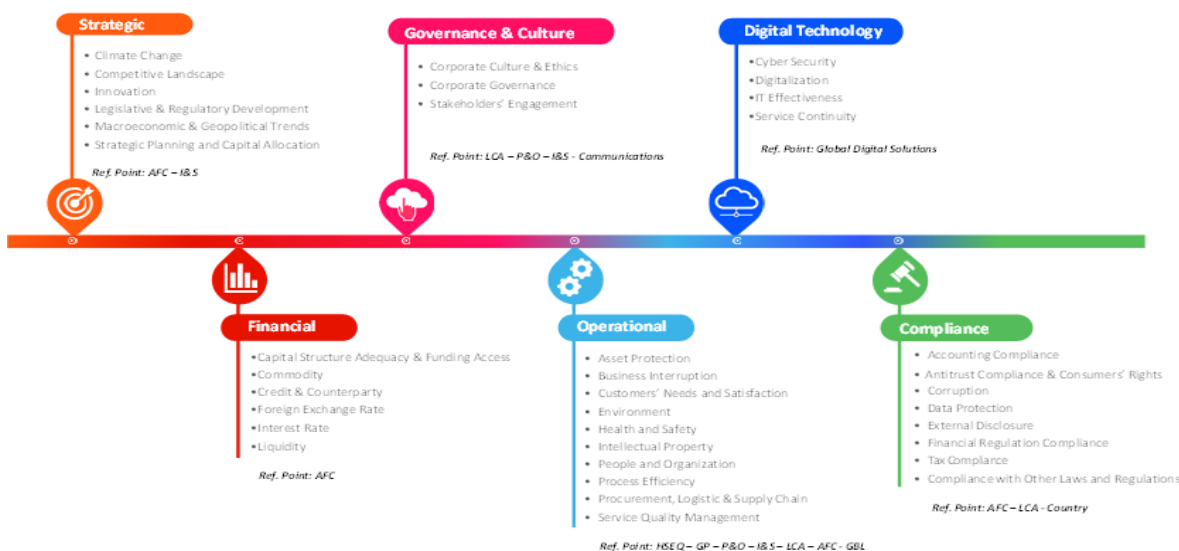 Strategic
• Climate Change
• Competitive Landscape
• Innovation
• Legislative & Regulatory Development
• Macroeconomic & Geopolitical Trends
• Strategic Planning and Capital Allocation
Ref. Point: AFC – I&S
Governance & Culture
• Corporate Culture & Ethics
• Corporate Governance
• Stakeholders' Engagement
Ref. Point: LCA – P&O – I&S - Communications
Digital Technology
•Cyber Security
•Digitalization
•IT Effectiveness
•Service Continuity
Ref. Point: Global Digital Solutions
Financial
•Capital Structure Adequacy & Funding Access
•Commodity
•Credit & Counterparty
•Foreign Exchange Rate
•Interest Rate
•Liquidity
Ref. Point: AFC
Operational
• Asset Protection
• Business Interruption
• Customers' Needs and Satisfaction
• Environment
• Health and Safety
• Intellectual Property
• People and Organization
• Process Efficiency
• Procurement, Logistic & Supply Chain
• Service Quality Management
Ref. Point: HSEQ – GP – P&O – I&S – LCA – AFC - GBL
Compliance
• Accounting Compliance
• Antitrust Compliance & Consumers' Rights
• Corruption
• Data Protection
• External Disclosure
• Financial Regulation Compliance
• Tax Compliance
• Compliance with Other Laws and Regulations
Ref. Point: AFC – LCA - Country